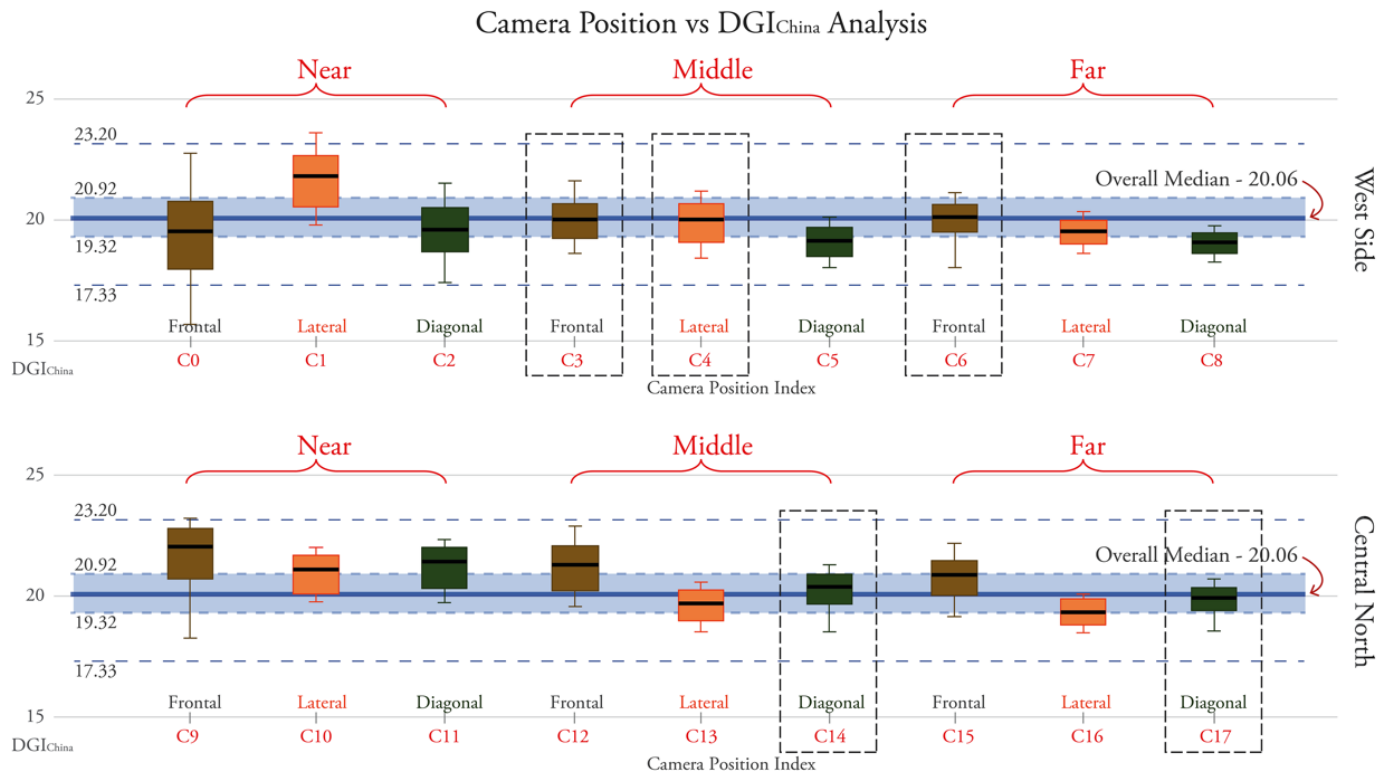 Camera Position vs DGIChina Analysis
Near Middle Far
25
23.20
20.92
Overall Median - 20.06
20
19.32
17.33
Frontal Lateral Diagonal Frontal Lateral Diagonal Frontal Lateral Diagonal
15
C0 C1 C2 C3 C4 C5 C6 C7 C8
DGIChina
Camera Position Index
West Side
Near Middle Far
25
23.20
20.92
Overall Median - 20.06
20
19.32
17.33
Frontal Lateral Diagonal Frontal Lateral Diagonal Frontal Lateral Diagonal
15
C9 C10 C11 C12 C13 C14 C15 C16 C17
DGIChina
Camera Position Index
Central North